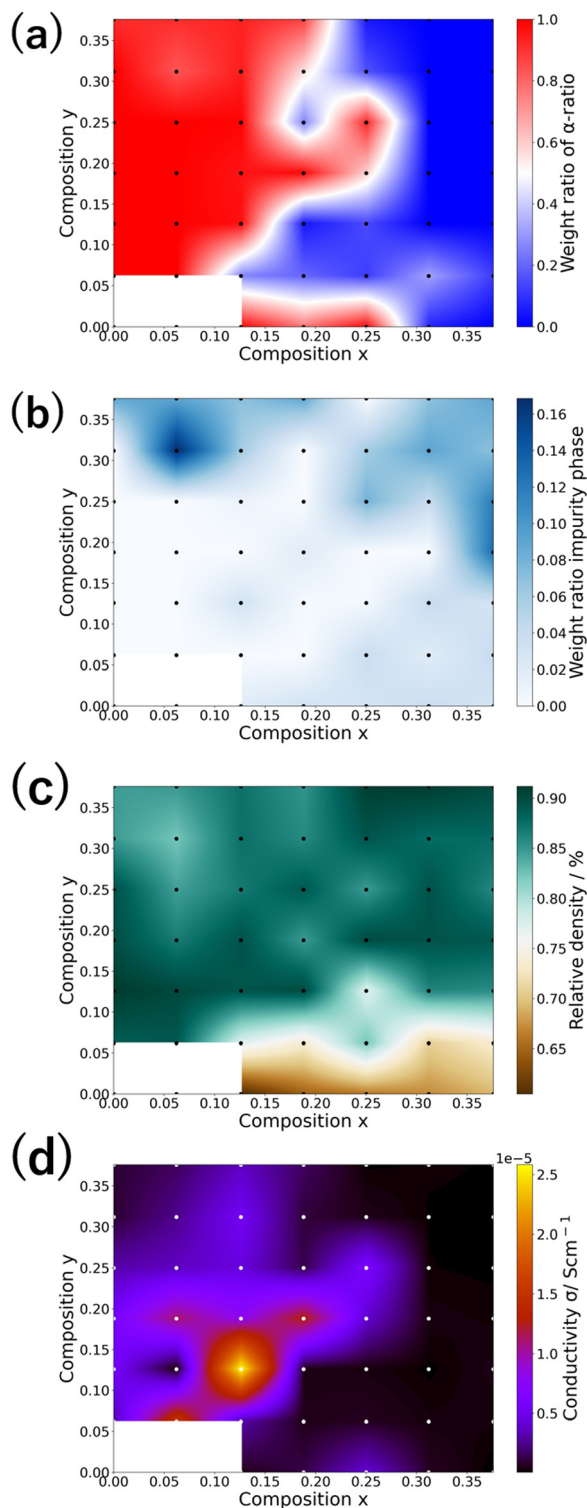 (a)
0.35
0.30
0.25
0.20
0.15
0.10
0.05
0.00
Composition y
0.00 0.05 0.10 0.15 0.20 0.25 0.30 0.35
Composition x
1.0
0.8
0.6
0.4
0.2
0.0
Weight ratio of α-ratio
(b)
0.35
0.30
0.25
0.20
0.15
0.10
0.05
0.00
Composition y
0.00 0.05 0.10 0.15 0.20 0.25 0.30 0.35
Composition x
0.16
0.14
0.12
0.10
0.08
0.06
0.04
0.02
0.00
Weight ratio impurity phase
(c)
0.35
0.30
0.25
0.20
0.15
0.10
0.05
0.00
Composition y
0.00 0.05 0.10 0.15 0.20 0.25 0.30 0.35
Composition x
0.90
0.85
0.80
0.75
0.70
0.65
Relative density / %
(d)
0.35
0.30
0.25
0.20
0.15
0.10
0.05
0.00
Composition y
0.00 0.05 0.10 0.15 0.20 0.25 0.30 0.35
Composition x
1e−5
2.5
2.0
1.5
1.0
0.5
Conductivity σ/ Scm⁻¹